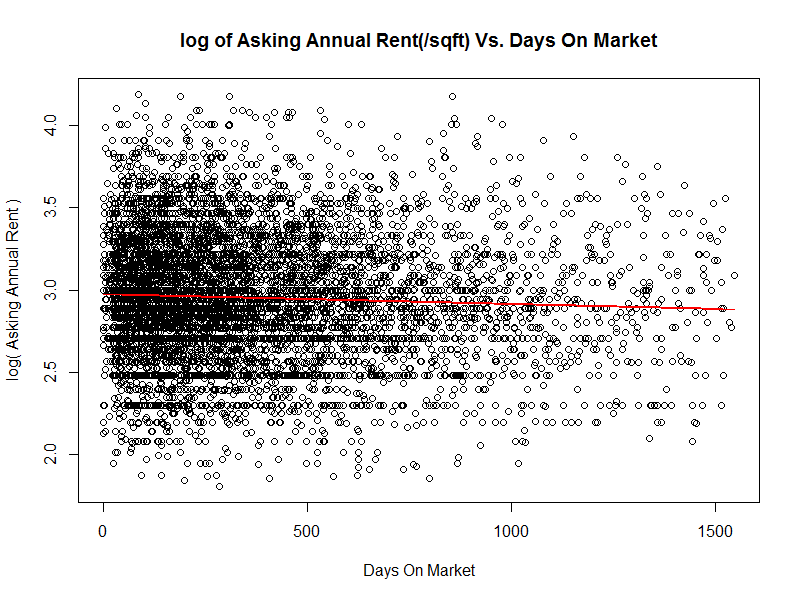 log of Asking Annual Rent(/sqft) Vs. Days On Market
log( Asking Annual Rent )
4.0
3.5
3.0
2.5
2.0
0 500 1000 1500
Days On Market